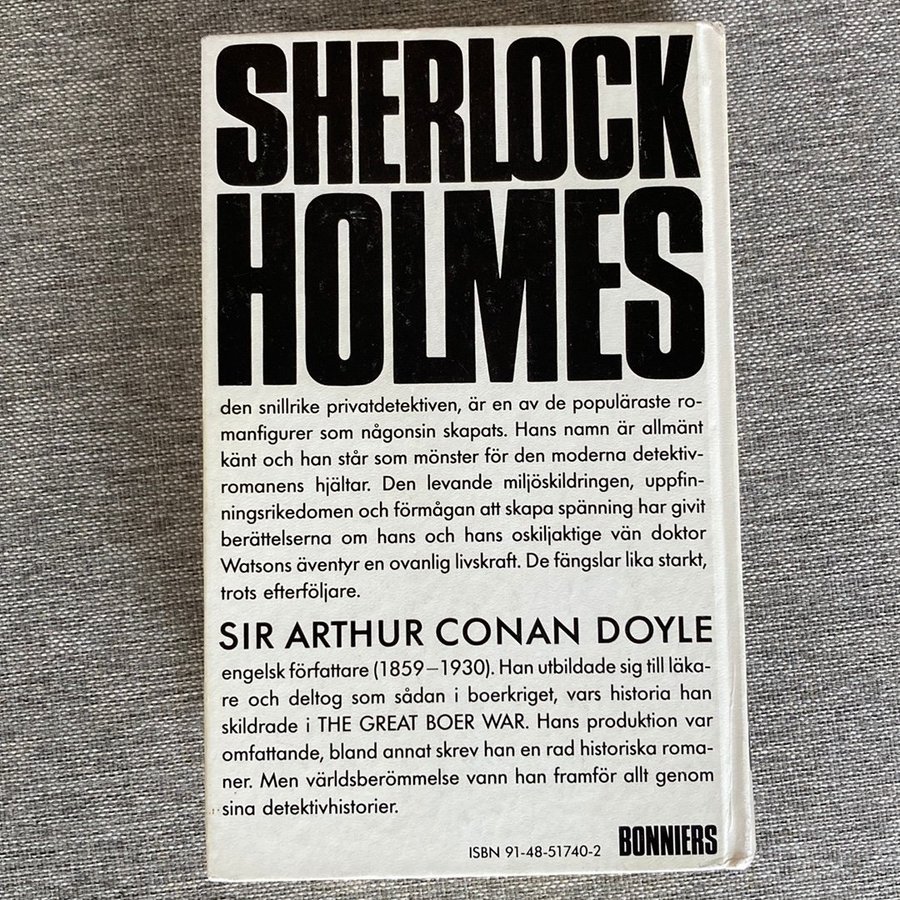 SHERLOCK
HOLMES
den snillrike privatdetektiven, är en av de populäraste ro-
manfigurer som någonsin skapats. Hans namn är allmänt
känt och han står som mönster för den moderna detektiv-
romanens hjältar. Den levande miljöskildringen, uppfin-
ningsrikedomen och förmågan att skapa spänning har givit
berättelserna om hans och hans oskiljaktige vän doktor
Watsons äventyr en ovanlig livskraft. De fängslar lika starkt,
trots efterföljare.
SIR ARTHUR CONAN DOYLE
engelsk författare (1859–1930). Han utbildade sig till läka-
re och deltog som sådan i boerkriget, vars historia han
skildrade i THE GREAT BOER WAR. Hans produktion var
omfattande, bland annat skrev han en rad historiska roma-
ner. Men världsberömmelse vann han framför allt genom
sina detektivhistorier.
ISBN 91-48-51740-2 BONNIERS